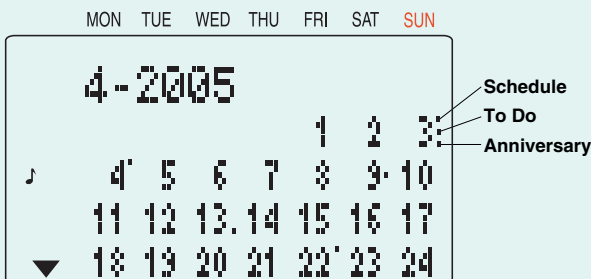 MON TUE WED THU FRI SAT SUN
4-2005
Schedule
To Do
1 2 3
Anniversary
♪ 4 5 6 7 8 9 10
11 12 13 14 15 16 17
18 19 20 21 22 23 24